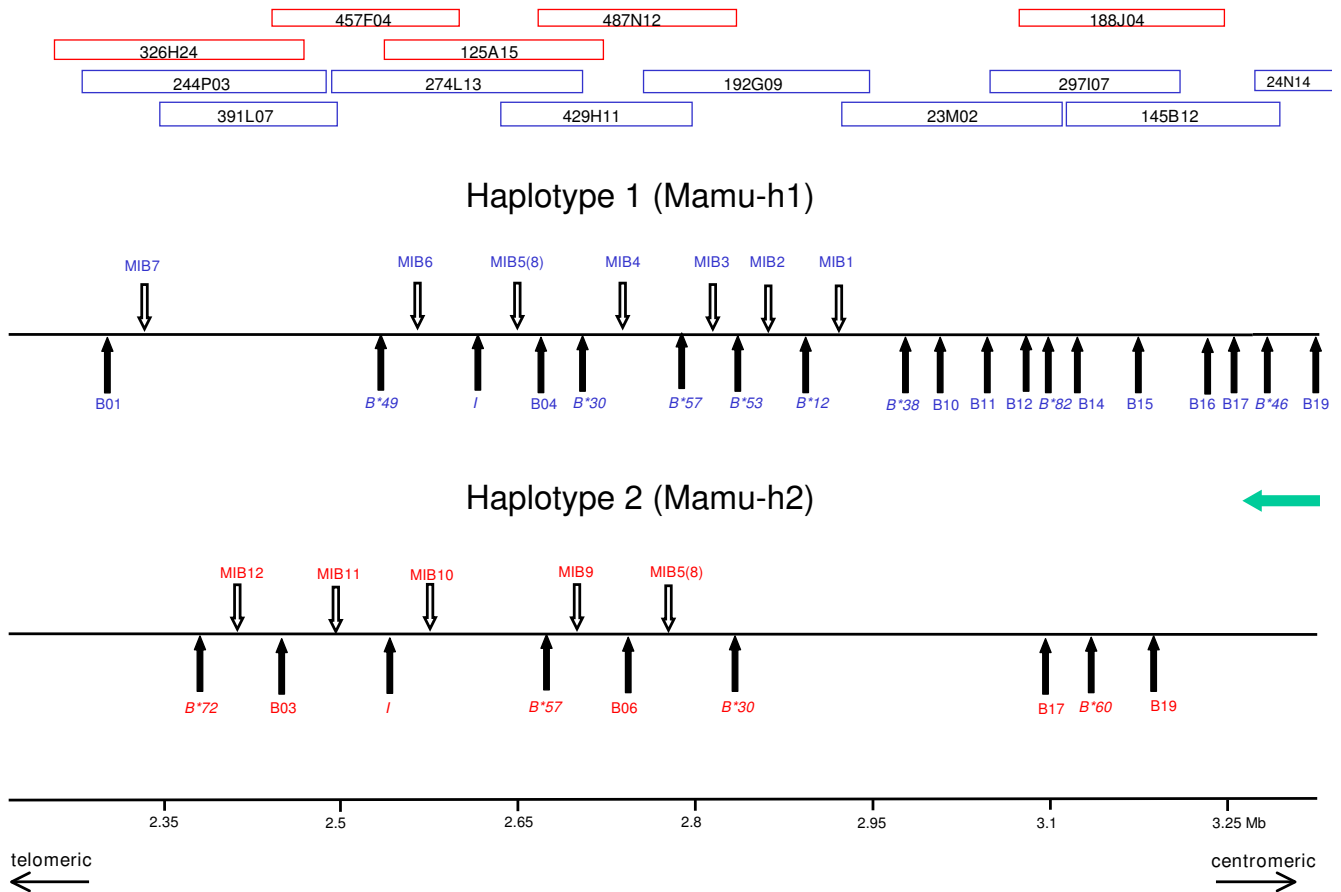 457F04 487N12 188J04
326H24 125A15
244P03 274L13 192G09 297I07 24N14
391L07 429H11 23M02 145B12
Haplotype 1 (Mamu-h1)
MIB7 MIB6 MIB5(8) MIB4 MIB3 MIB2 MIB1
B01 B*49 I B04 B*30 B*57 B*53 B*12 B*38 B10 B11 B12 B*82 B14 B15 B16 B17 B*46 B19
Haplotype 2 (Mamu-h2)
MIB12 MIB11 MIB10 MIB9 MIB5(8)
B*72 B03 I B*57 B06 B*30 B17 B*60 B19
2.35 2.5 2.65 2.8 2.95 3.1 3.25 Mb
telomeric centromeric